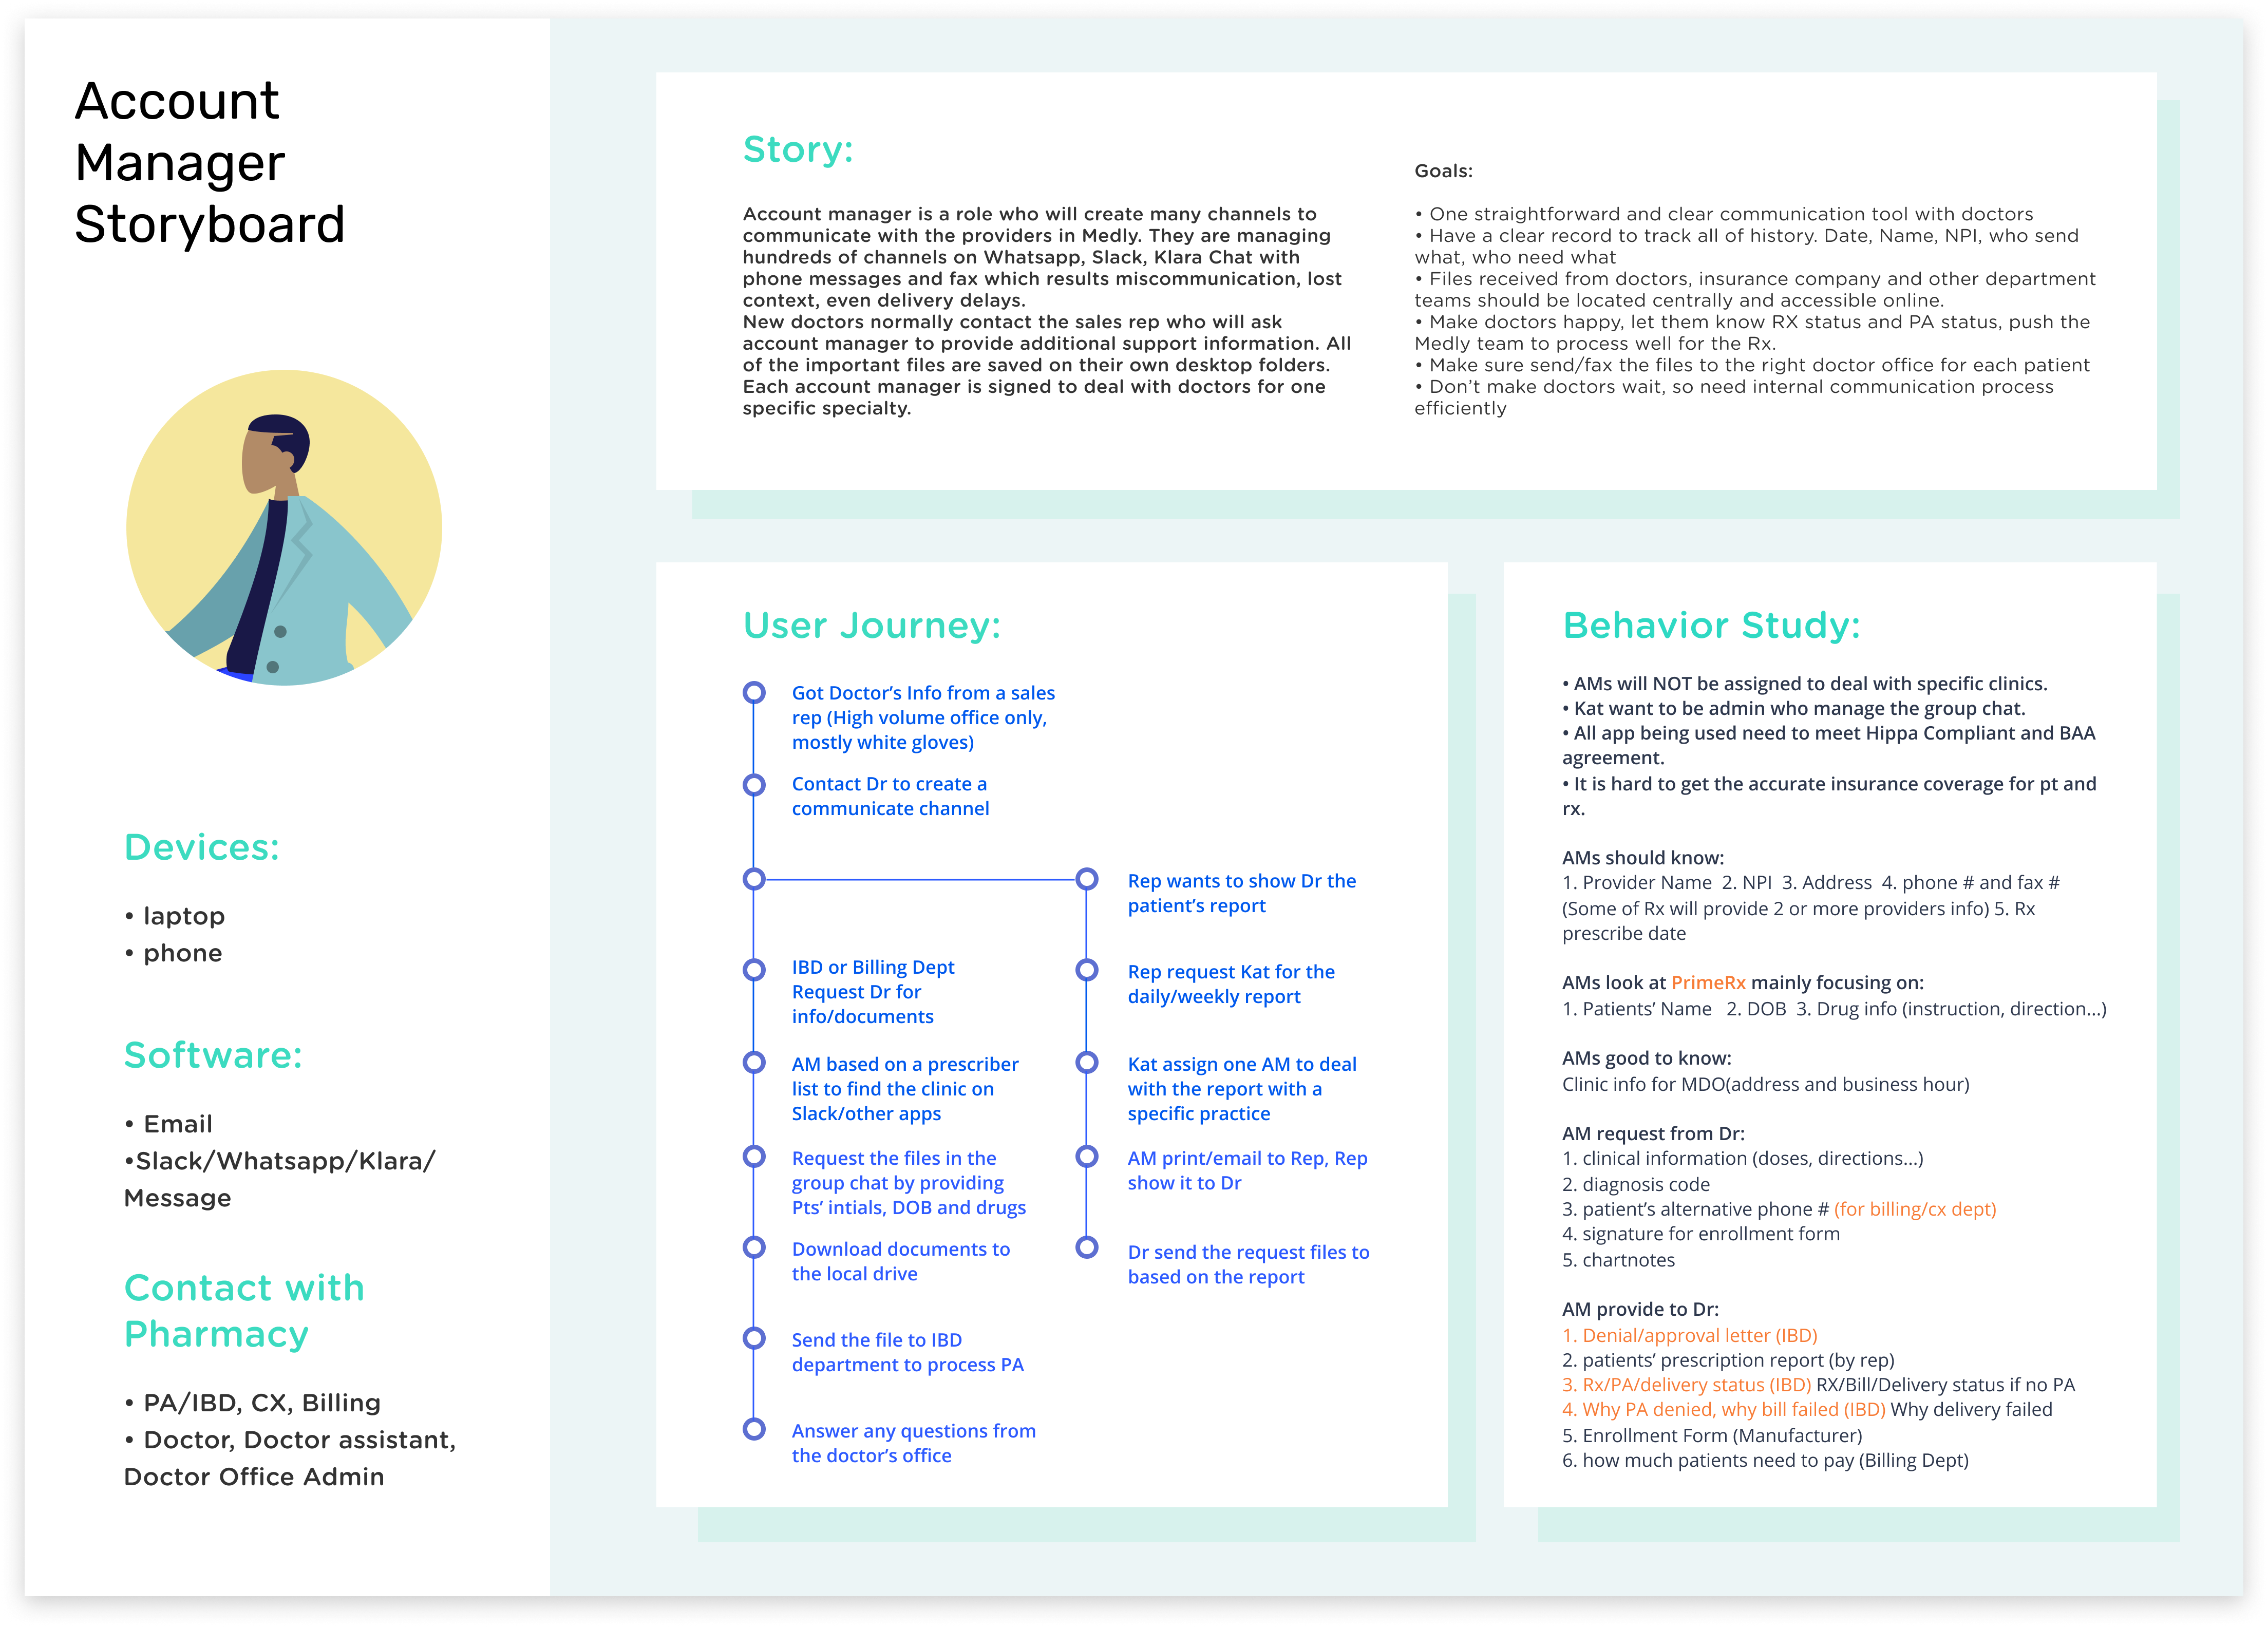 Account
Manager
Storyboard
Devices:
• laptop
• phone
Software:
• Email
•Slack/Whatsapp/Klara/
Message
Contact with
Pharmacy
• PA/IBD, CX, Billing
• Doctor, Doctor assistant,
Doctor Office Admin
Story:
Account manager is a role who will create many channels to
communicate with the providers in Medly. They are managing
hundreds of channels on Whatsapp, Slack, Klara Chat with
phone messages and fax which results miscommunication, lost
context, even delivery delays.
New doctors normally contact the sales rep who will ask
account manager to provide additional support information. All
of the important files are saved on their own desktop folders.
Each account manager is signed to deal with doctors for one
specific specialty.
Goals:
• One straightforward and clear communication tool with doctors
• Have a clear record to track all of history. Date, Name, NPI, who send
what, who need what
• Files received from doctors, insurance company and other department
teams should be located centrally and accessible online.
• Make doctors happy, let them know RX status and PA status, push the
Medly team to process well for the Rx.
• Make sure send/fax the files to the right doctor office for each patient
• Don’t make doctors wait, so need internal communication process
efficiently
User Journey:
Got Doctor’s Info from a sales
rep (High volume office only,
mostly white gloves)
Contact Dr to create a
communicate channel
IBD or Billing Dept
Request Dr for
info/documents
AM based on a prescriber
list to find the clinic on
Slack/other apps
Request the files in the
group chat by providing
Pts’ intials, DOB and drugs
Download documents to
the local drive
Send the file to IBD
department to process PA
Answer any questions from
the doctor’s office
Rep wants to show Dr the
patient’s report
Rep request Kat for the
daily/weekly report
Kat assign one AM to deal
with the report with a
specific practice
AM print/email to Rep, Rep
show it to Dr
Dr send the request files to
based on the report
Behavior Study:
• AMs will NOT be assigned to deal with specific clinics.
• Kat want to be admin who manage the group chat.
• All app being used need to meet Hippa Compliant and BAA
agreement.
• It is hard to get the accurate insurance coverage for pt and
rx.
AMs should know:
1. Provider Name 2. NPI 3. Address 4. phone # and fax #
(Some of Rx will provide 2 or more providers info) 5. Rx
prescribe date
AMs look at PrimeRx mainly focusing on:
1. Patients’ Name 2. DOB 3. Drug info (instruction, direction...)
AMs good to know:
Clinic info for MDO(address and business hour)
AM request from Dr:
1. clinical information (doses, directions...)
2. diagnosis code
3. patient’s alternative phone # (for billing/cx dept)
4. signature for enrollment form
5. chartnotes
AM provide to Dr:
1. Denial/approval letter (IBD)
2. patients’ prescription report (by rep)
3. Rx/PA/delivery status (IBD) RX/Bill/Delivery status if no PA
4. Why PA denied, why bill failed (IBD) Why delivery failed
5. Enrollment Form (Manufacturer)
6. how much patients need to pay (Billing Dept)